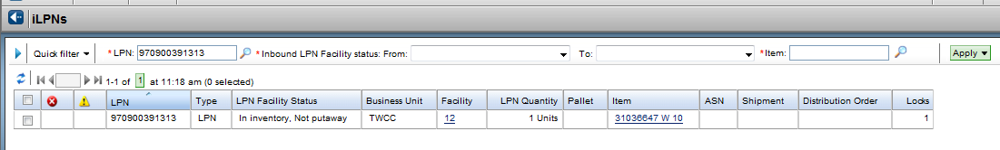 iLPNs
Quick filter * LPN: 970900391313 * Inbound LPN Facility status: From: To: * Item: Apply
1-1 of 1 at 11:18 am (0 selected)
LPN Type LPN Facility Status Business Unit Facility LPN Quantity Pallet Item ASN Shipment Distribution Order Locks
970900391313 LPN In inventory, Not putaway TWCC 12 1 Units 31036647 W 10 1